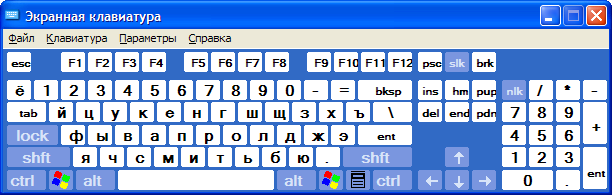 Экранная клавиатура
Файл Клавиатура Параметры Справка
esc F1 F2 F3 F4 F5 F6 F7 F8 F9 F10 F11 F12 psc slk brk
ё 1 2 3 4 5 6 7 8 9 0 - = bksp ins hm pup nlk / * -
tab й ц у к е н г ш щ з х ъ \ del end pdn 7 8 9 +
lock ф ы в а п р о л д ж э ent 4 5 6
shft я ч с м и т ь б ю . shft ↑ 1 2 3 ent
ctrl alt alt ctrl ← ↓ → 0 .